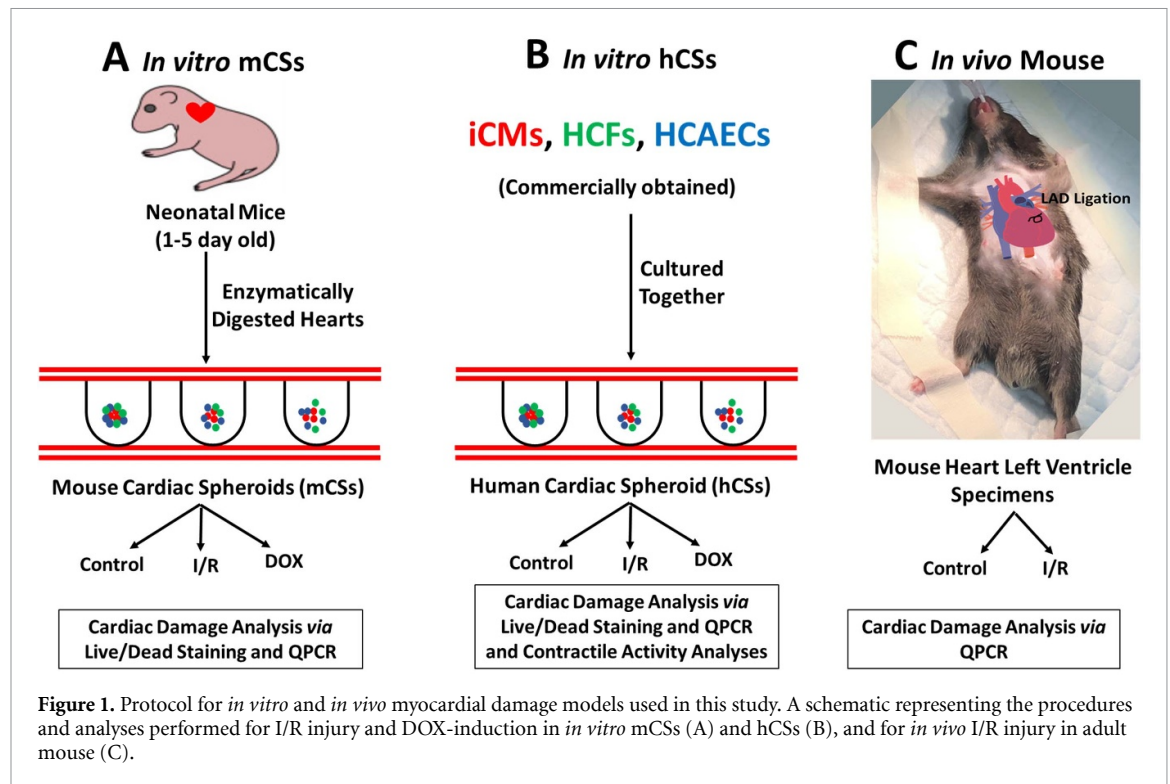 A In vitro mCSs
Neonatal Mice
(1-5 day old)
Enzymatically
Digested Hearts
Mouse Cardiac Spheroids (mCSs)
Control
I/R
DOX
Cardiac Damage Analysis via
Live/Dead Staining and QPCR
B In vitro hCSs
iCMs, HCFs, HCAECs
(Commercially obtained)
Cultured
Together
Human Cardiac Spheroid (hCSs)
Control
I/R
DOX
Cardiac Damage Analysis via
Live/Dead Staining and QPCR
and Contractile Activity Analyses
C In vivo Mouse
LAD Ligation
Mouse Heart Left Ventricle
Specimens
Control
I/R
Cardiac Damage Analysis via
QPCR
Figure 1. Protocol for in vitro and in vivo myocardial damage models used in this study. A schematic representing the procedures
and analyses performed for I/R injury and DOX-induction in in vitro mCSs (A) and hCSs (B), and for in vivo I/R injury in adult
mouse (C).